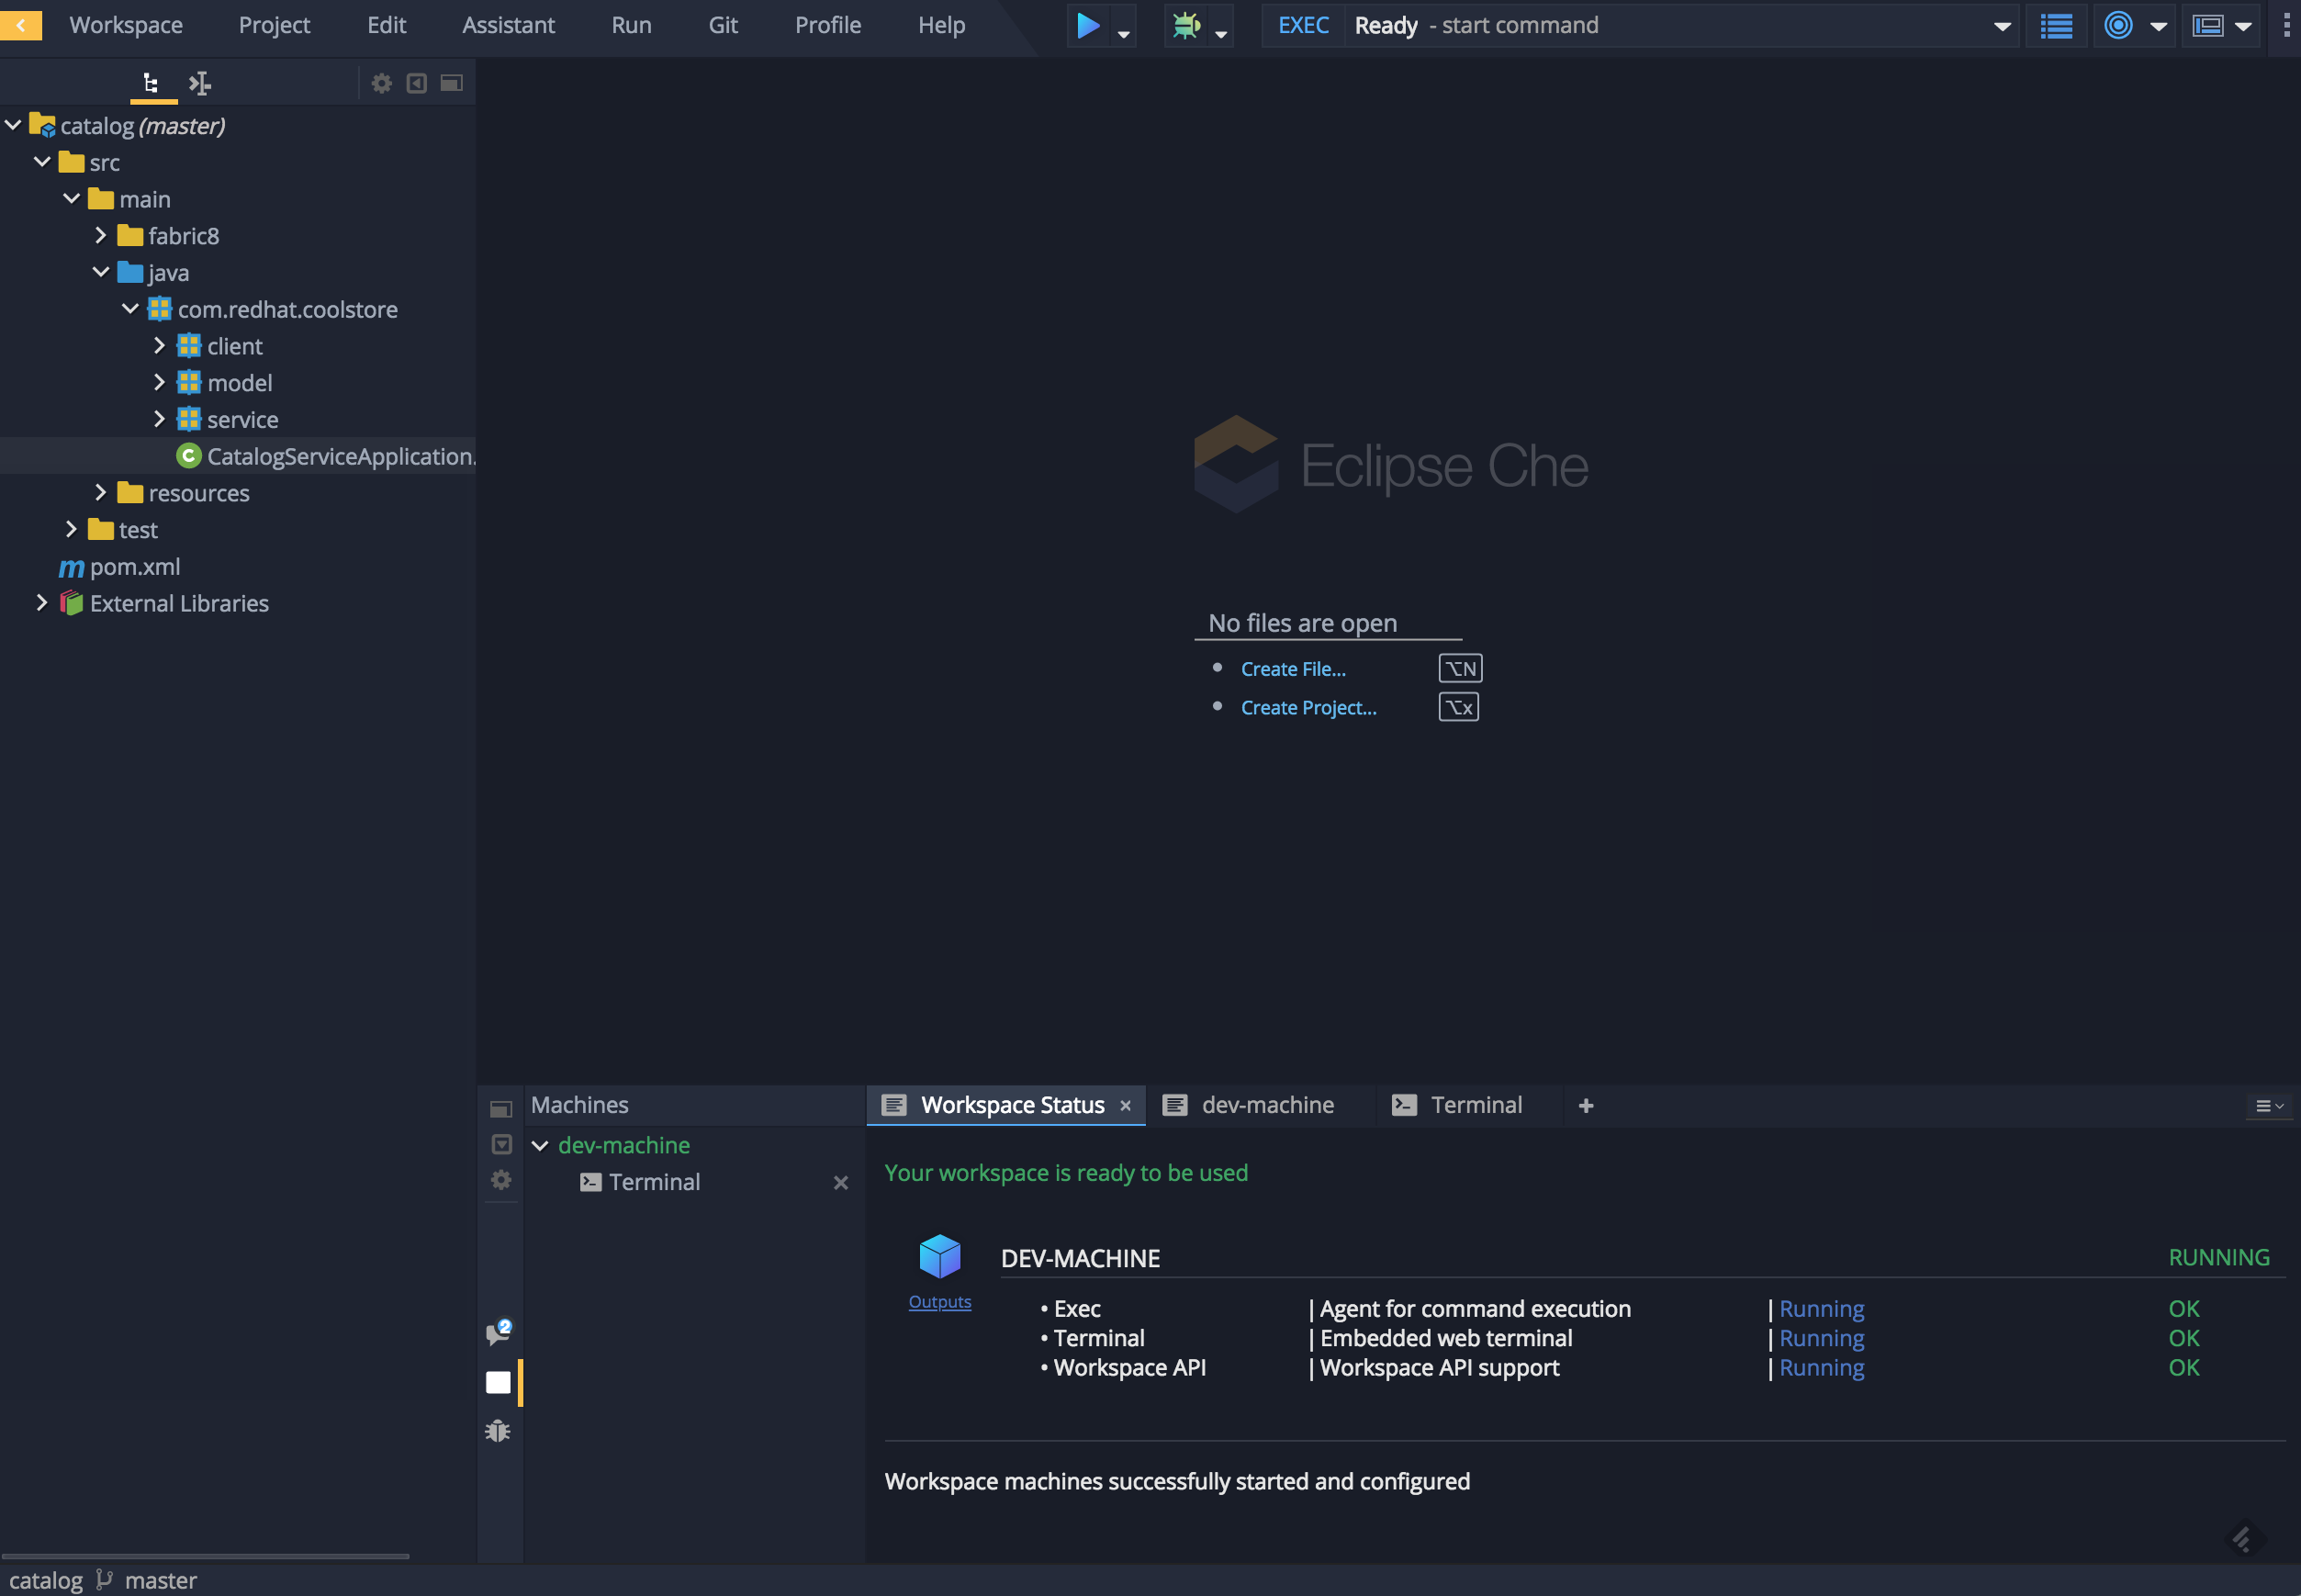 Workspace Project Edit Assistant Run Git Profile Help EXEC Ready - start command
catalog (master)
src
main
fabric8
java
com.redhat.coolstore
client
model
service
CatalogServiceApplication.
resources
test
m pom.xml
External Libraries
Eclipse Che
No files are open
• Create File... ⌥N
• Create Project... ⌥x
Machines
dev-machine
Terminal
2
Workspace Status × dev-machine Terminal +
Your workspace is ready to be used
DEV-MACHINE RUNNING
Outputs
• Exec | Agent for command execution | Running OK
• Terminal | Embedded web terminal | Running OK
• Workspace API | Workspace API support | Running OK
Workspace machines successfully started and configured
catalog master